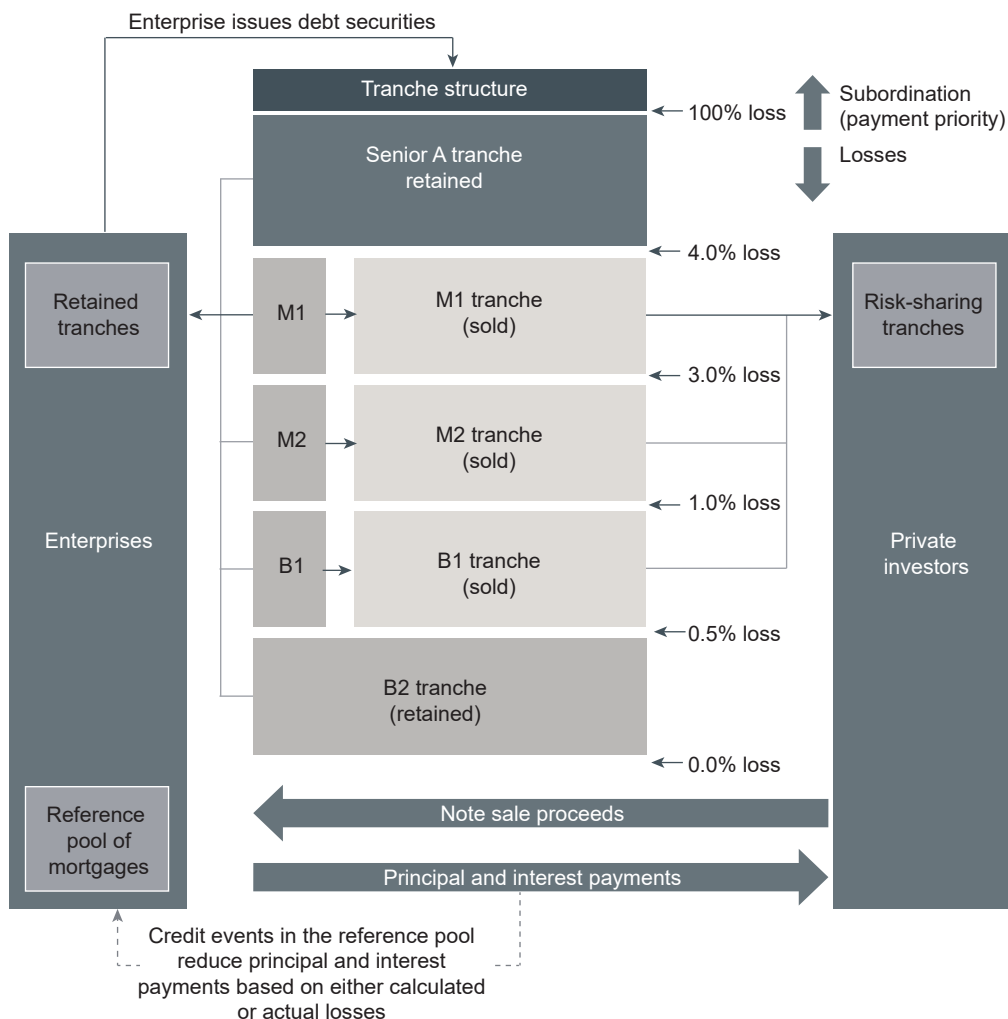 Enterprise issues debt securities
Tranche structure
100% loss
Subordination
(payment priority)
Losses
Senior A tranche
retained
4.0% loss
Retained
tranches
M1
M1 tranche
(sold)
Risk-sharing
tranches
3.0% loss
M2
M2 tranche
(sold)
1.0% loss
Enterprises
B1
B1 tranche
(sold)
Private
investors
0.5% loss
B2 tranche
(retained)
0.0% loss
Reference
pool of
mortgages
Note sale proceeds
Principal and interest payments
Credit events in the reference pool
reduce principal and interest
payments based on either calculated
or actual losses